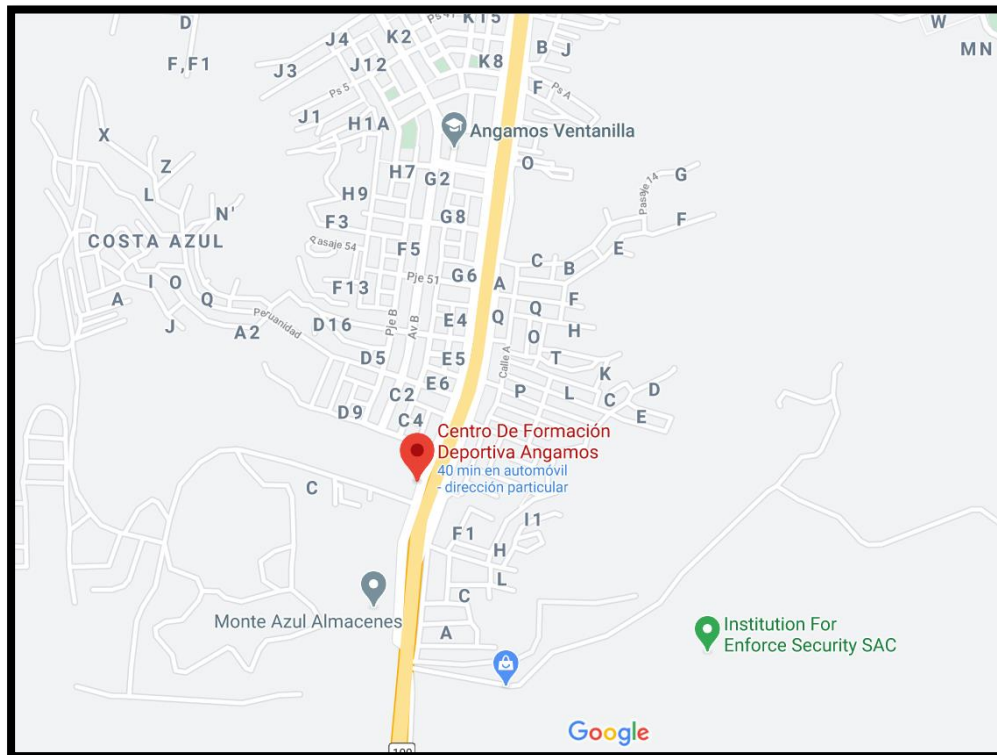 D
F,F1
J4
K2
Ps 41
K15
B
J
W
MN
J3
J12
K8
F
Ps A
Ps 5
J1
H1A
X
Angamos Ventanilla
Z
L
H7
G2
O
Pasaje 14
G
H9
N'
F3
G8
F
COSTA AZUL
Pasaje 54
F5
E
C
B
I
O
Q
F13
Pje 51
G6
A
A
J
A2
Peruanidad
D16
Pje B
Av B
E4
Q
Q
F
O
H
D5
E5
Calle A
T
K
C2
E6
P
L
C
D
D9
C4
E
Centro De Formación
Deportiva Angamos
40 min en automóvil
- dirección particular
C
F1
I1
H
L
Monte Azul Almacenes
C
A
Institution For
Enforce Security SAC
Google